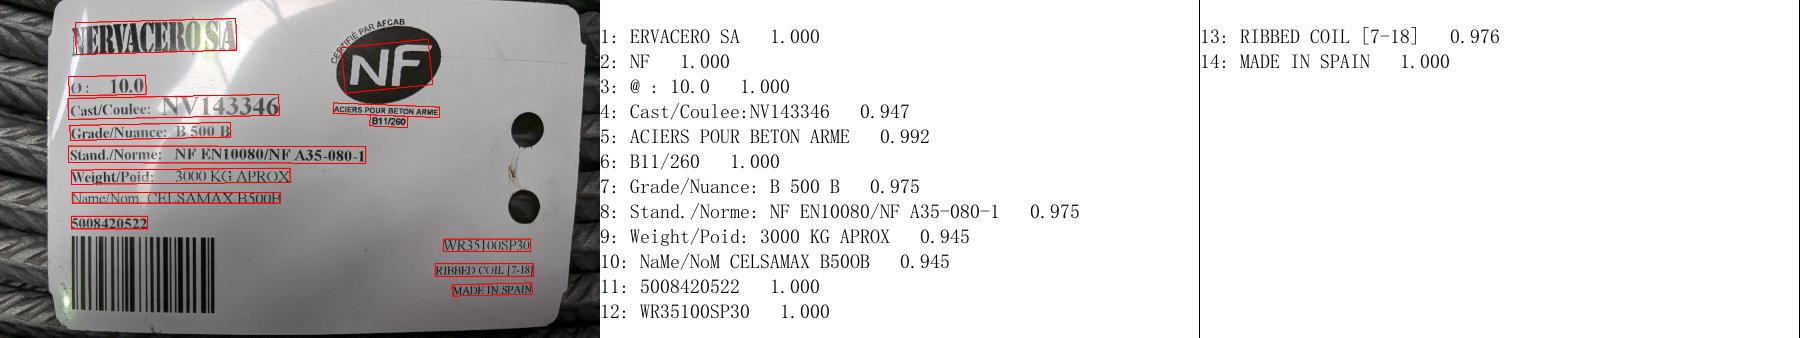 NERVACERO SA
CERTIFIÉ PAR AFCAB
NF
ACIERS POUR BETON ARME
B11/260
Ø : 10.0
Cast/Coulee: NV143346
Grade/Nuance: B 500 B
Stand./Norme: NF EN10080/NF A35-080-1
Weight/Poid: 3000 KG APROX
Name/Nom CELSAMAX B500B
5008420522
WR35100SP30
RIBBED COIL [7-18]
MADE IN SPAIN
1: ERVACERO SA 1.000
2: NF 1.000
3: @ : 10.0 1.000
4: Cast/Coulee:NV143346 0.947
5: ACIERS POUR BETON ARME 0.992
6: B11/260 1.000
7: Grade/Nuance: B 500 B 0.975
8: Stand./Norme: NF EN10080/NF A35-080-1 0.975
9: Weight/Poid: 3000 KG APROX 0.945
10: NaMe/NoM CELSAMAX B500B 0.945
11: 5008420522 1.000
12: WR35100SP30 1.000
13: RIBBED COIL [7-18] 0.976
14: MADE IN SPAIN 1.000